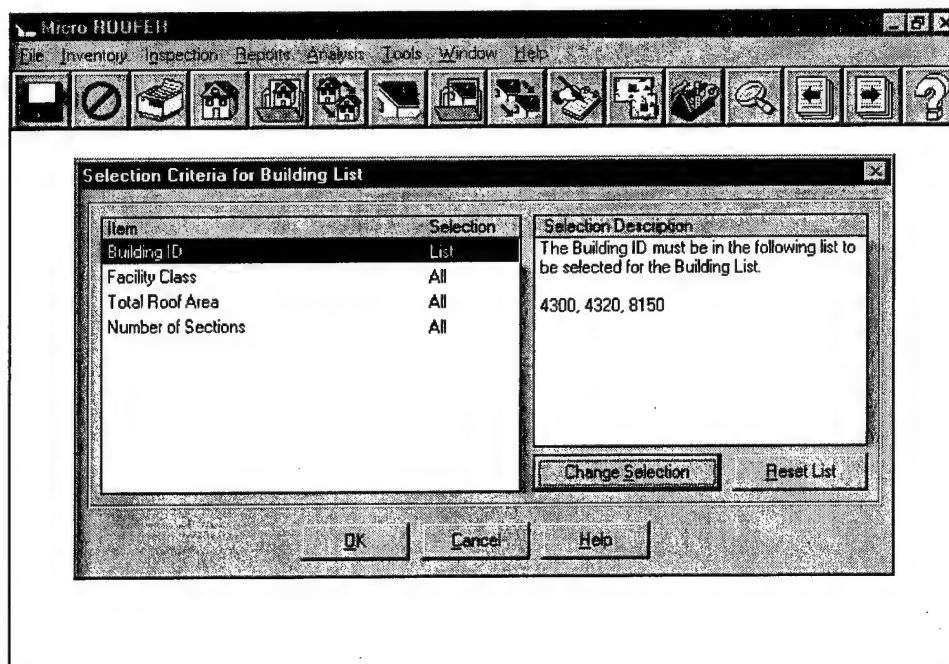 Micro ROOFER
File Inventory Inspection Reports Analysis Tools Window Help
Selection Criteria for Building List
Item Selection
Building ID List
Facility Class All
Total Roof Area All
Number of Sections All
Selection Description
The Building ID must be in the following list to
be selected for the Building List.
4300, 4320, 8150
Change Selection Reset List
OK Cancel Help